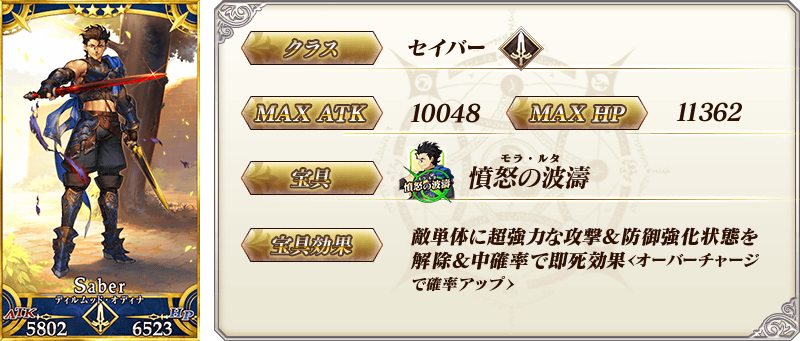 Saber
ディルムッド・オディナ
ATK
HP
5802
6523
クラス
セイバー
MAX ATK
10048
MAX HP
11362
宝具
憤怒の波濤
モラ・ルタ
憤怒の波濤
宝具効果
敵単体に超強力な攻撃&防御強化状態を
解除&中確率で即死効果<オーバーチャージ
で確率アップ>